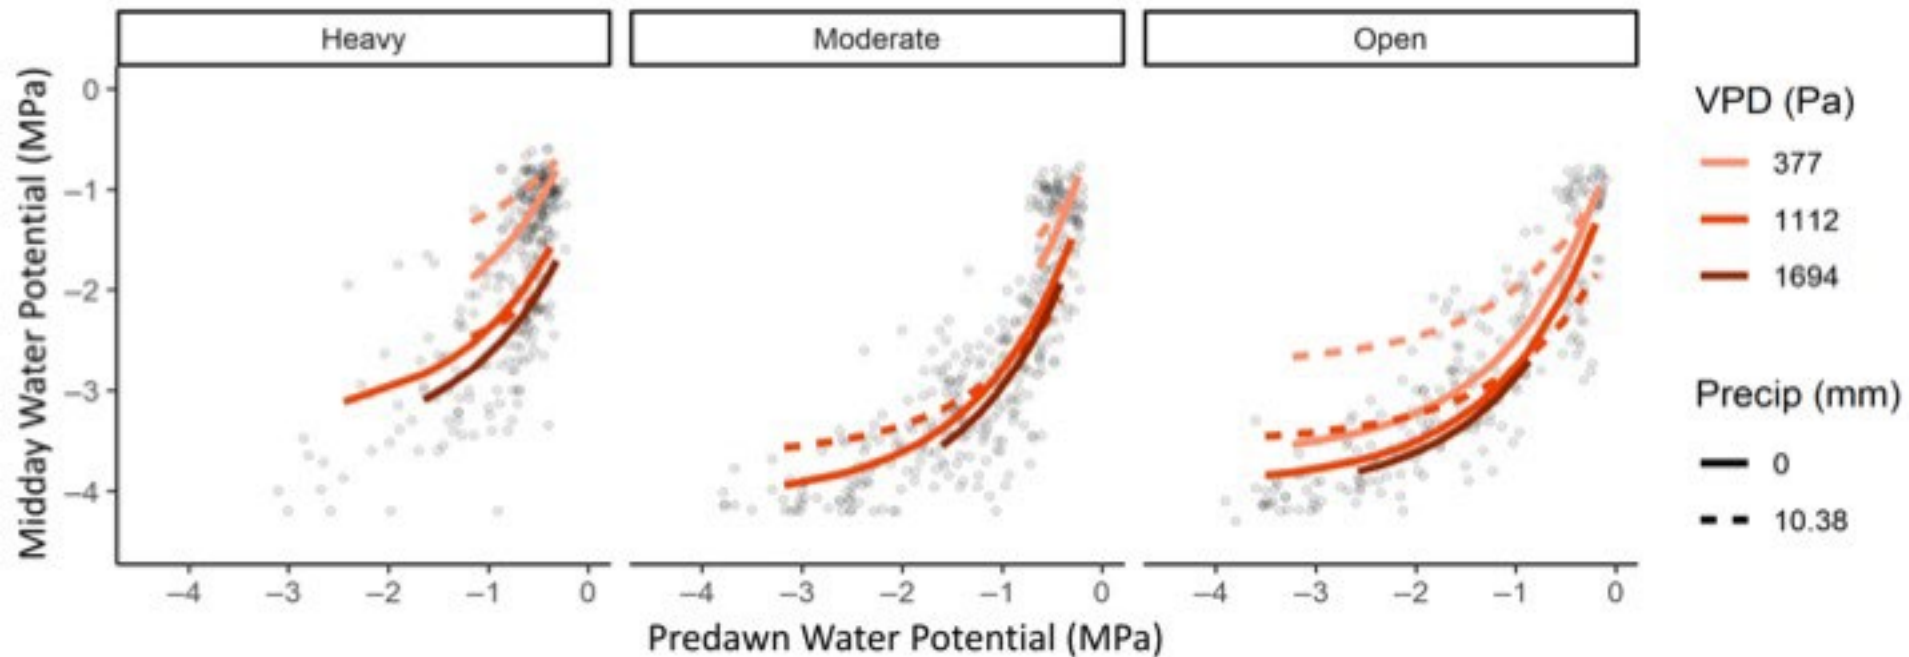 Heavy
Moderate
Open
Midday Water Potential (MPa)
0
−1
−2
−3
−4
−4 −3 −2 −1 0
−4 −3 −2 −1 0
−4 −3 −2 −1 0
Predawn Water Potential (MPa)
VPD (Pa)
377
1112
1694
Precip (mm)
0
10.38